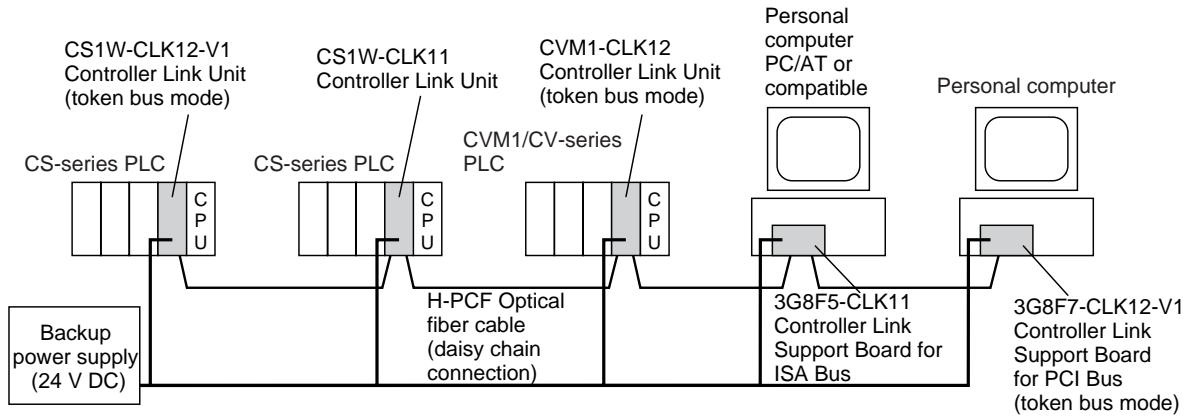 CS1W-CLK12-V1
Controller Link Unit
(token bus mode)
CS1W-CLK11
Controller Link Unit
CVM1-CLK12
Controller Link Unit
(token bus mode)
Personal
computer
PC/AT or
compatible
Personal computer
CS-series PLC
CS-series PLC
CVM1/CV-series
PLC
C
P
U
C
P
U
C
P
U
Backup
power supply
(24 V DC)
H-PCF Optical
fiber cable
(daisy chain
connection)
3G8F5-CLK11
Controller Link
Support Board for
ISA Bus
3G8F7-CLK12-V1
Controller Link
Support Board
for PCI Bus
(token bus mode)